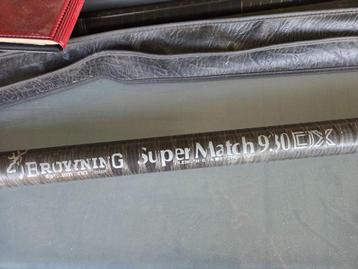 BROWNING Super Match 930 EX